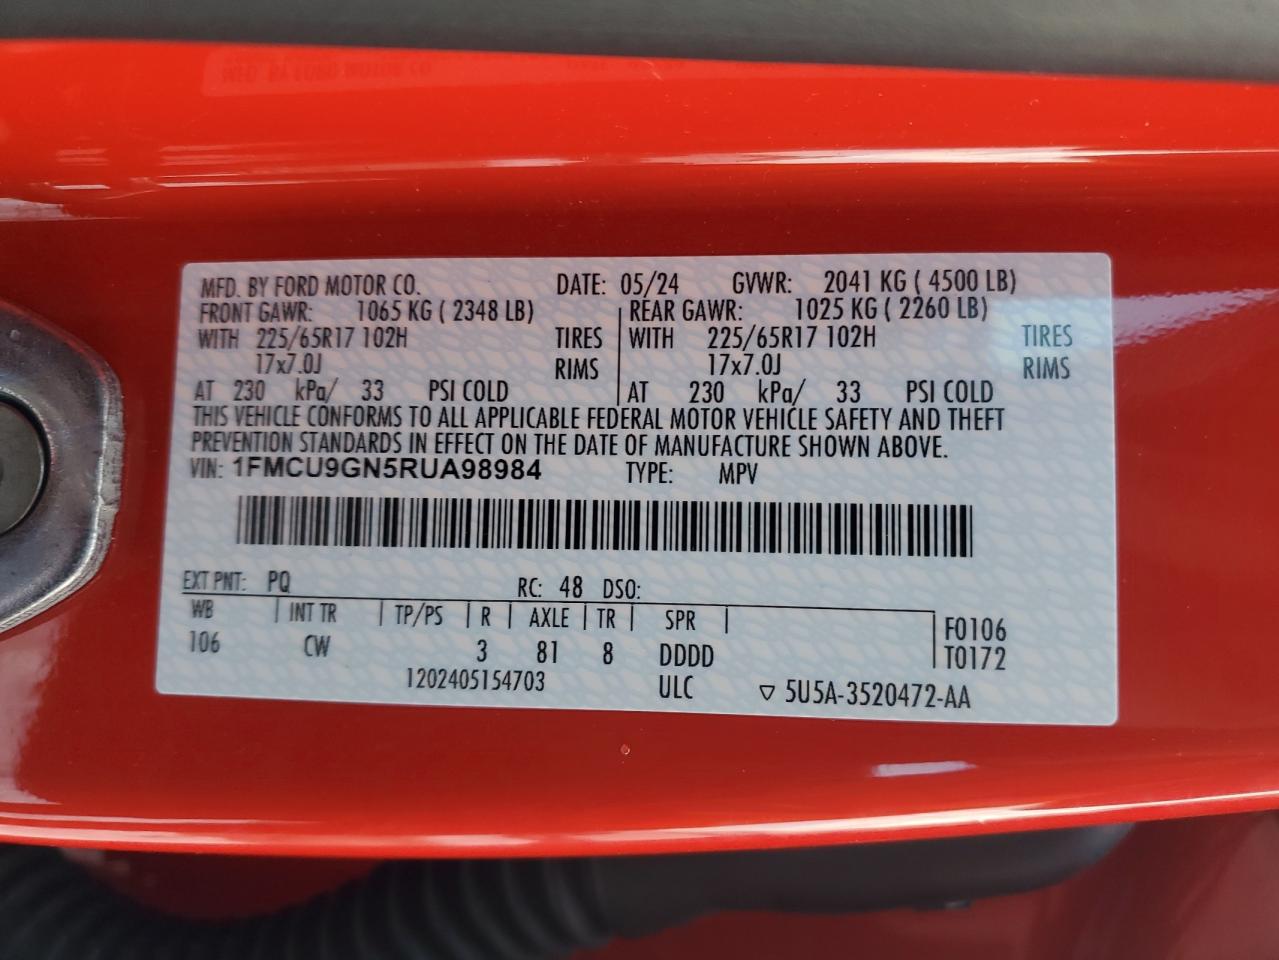 MFD. BY FORD MOTOR CO. DATE: 05/24 GVWR: 2041 KG ( 4500 LB)
FRONT GAWR: 1065 KG ( 2348 LB) REAR GAWR: 1025 KG ( 2260 LB)
WITH 225/65R17 102H TIRES WITH 225/65R17 102H TIRES
17x7.0J RIMS 17x7.0J RIMS
AT 230 kPa/ 33 PSI COLD AT 230 kPa/ 33 PSI COLD
THIS VEHICLE CONFORMS TO ALL APPLICABLE FEDERAL MOTOR VEHICLE SAFETY AND THEFT
PREVENTION STANDARDS IN EFFECT ON THE DATE OF MANUFACTURE SHOWN ABOVE.
VIN: 1FMCU9GN5RUA98984 TYPE: MPV
EXT PNT: PQ RC: 48 DSO:
WB INT TR TP/PS R AXLE TR SPR F0106
106 CW 3 81 8 DDDD T0172
1202405154703 ULC ▽ 5U5A-3520472-AA